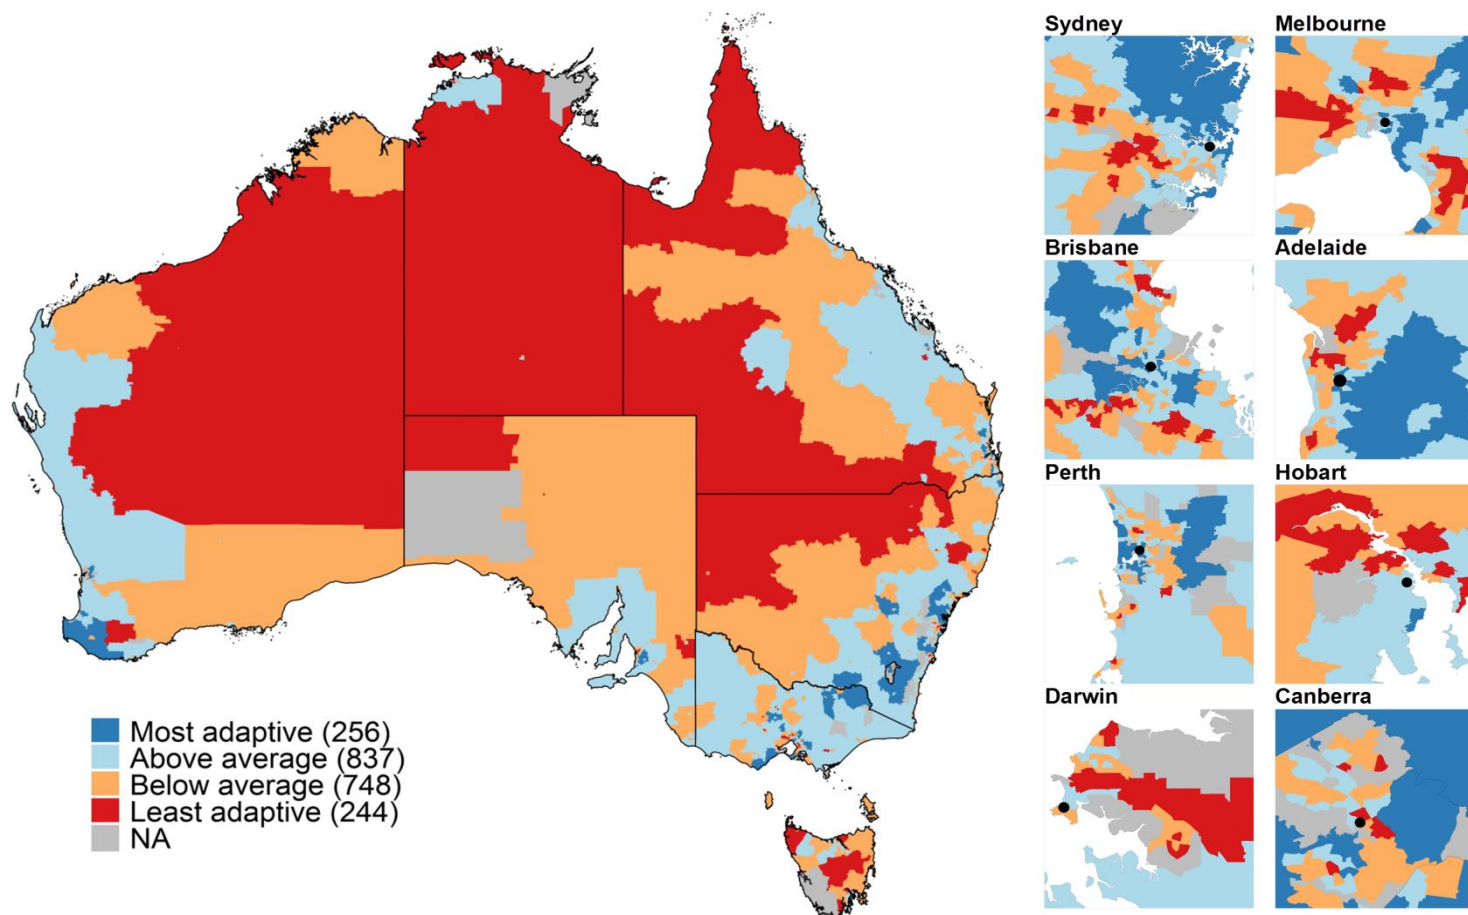 Sydney
Melbourne
Brisbane
Adelaide
Perth
Hobart
Darwin
Canberra
Most adaptive (256)
Above average (837)
Below average (748)
Least adaptive (244)
NA